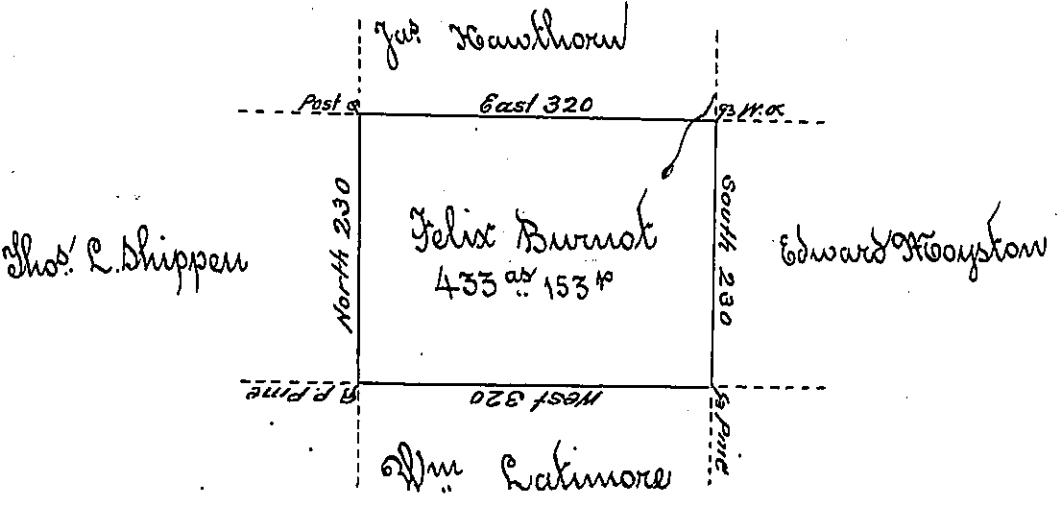 Jas. Hawthorn
Post
East 320
W.O.
North 230
South 230
Thos. L. Shippen
Felix Burnot
433 as 153 p
Edward Royston
Pine
West 320
Pine
Wm Latimore